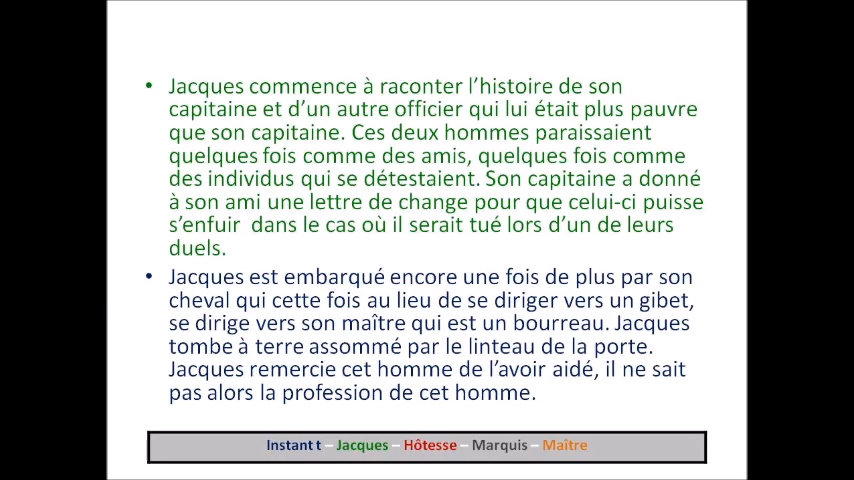 • Jacques commence à raconter l'histoire de son
capitaine et d'un autre officier qui lui était plus pauvre
que son capitaine. Ces deux hommes paraissaient
quelques fois comme des amis, quelques fois comme
des individus qui se détestaient. Son capitaine a donné
à son ami une lettre de change pour que celui-ci puisse
s'enfuir dans le cas où il serait tué lors d'un de leurs
duels.
• Jacques est embarqué encore une fois de plus par son
cheval qui cette fois au lieu de se diriger vers un gibet,
se dirige vers son maître qui est un bourreau. Jacques
tombe à terre assommé par le linteau de la porte.
Jacques remercie cet homme de l'avoir aidé, il ne sait
pas alors la profession de cet homme.
Instant t – Jacques – Hôtesse – Marquis – Maître